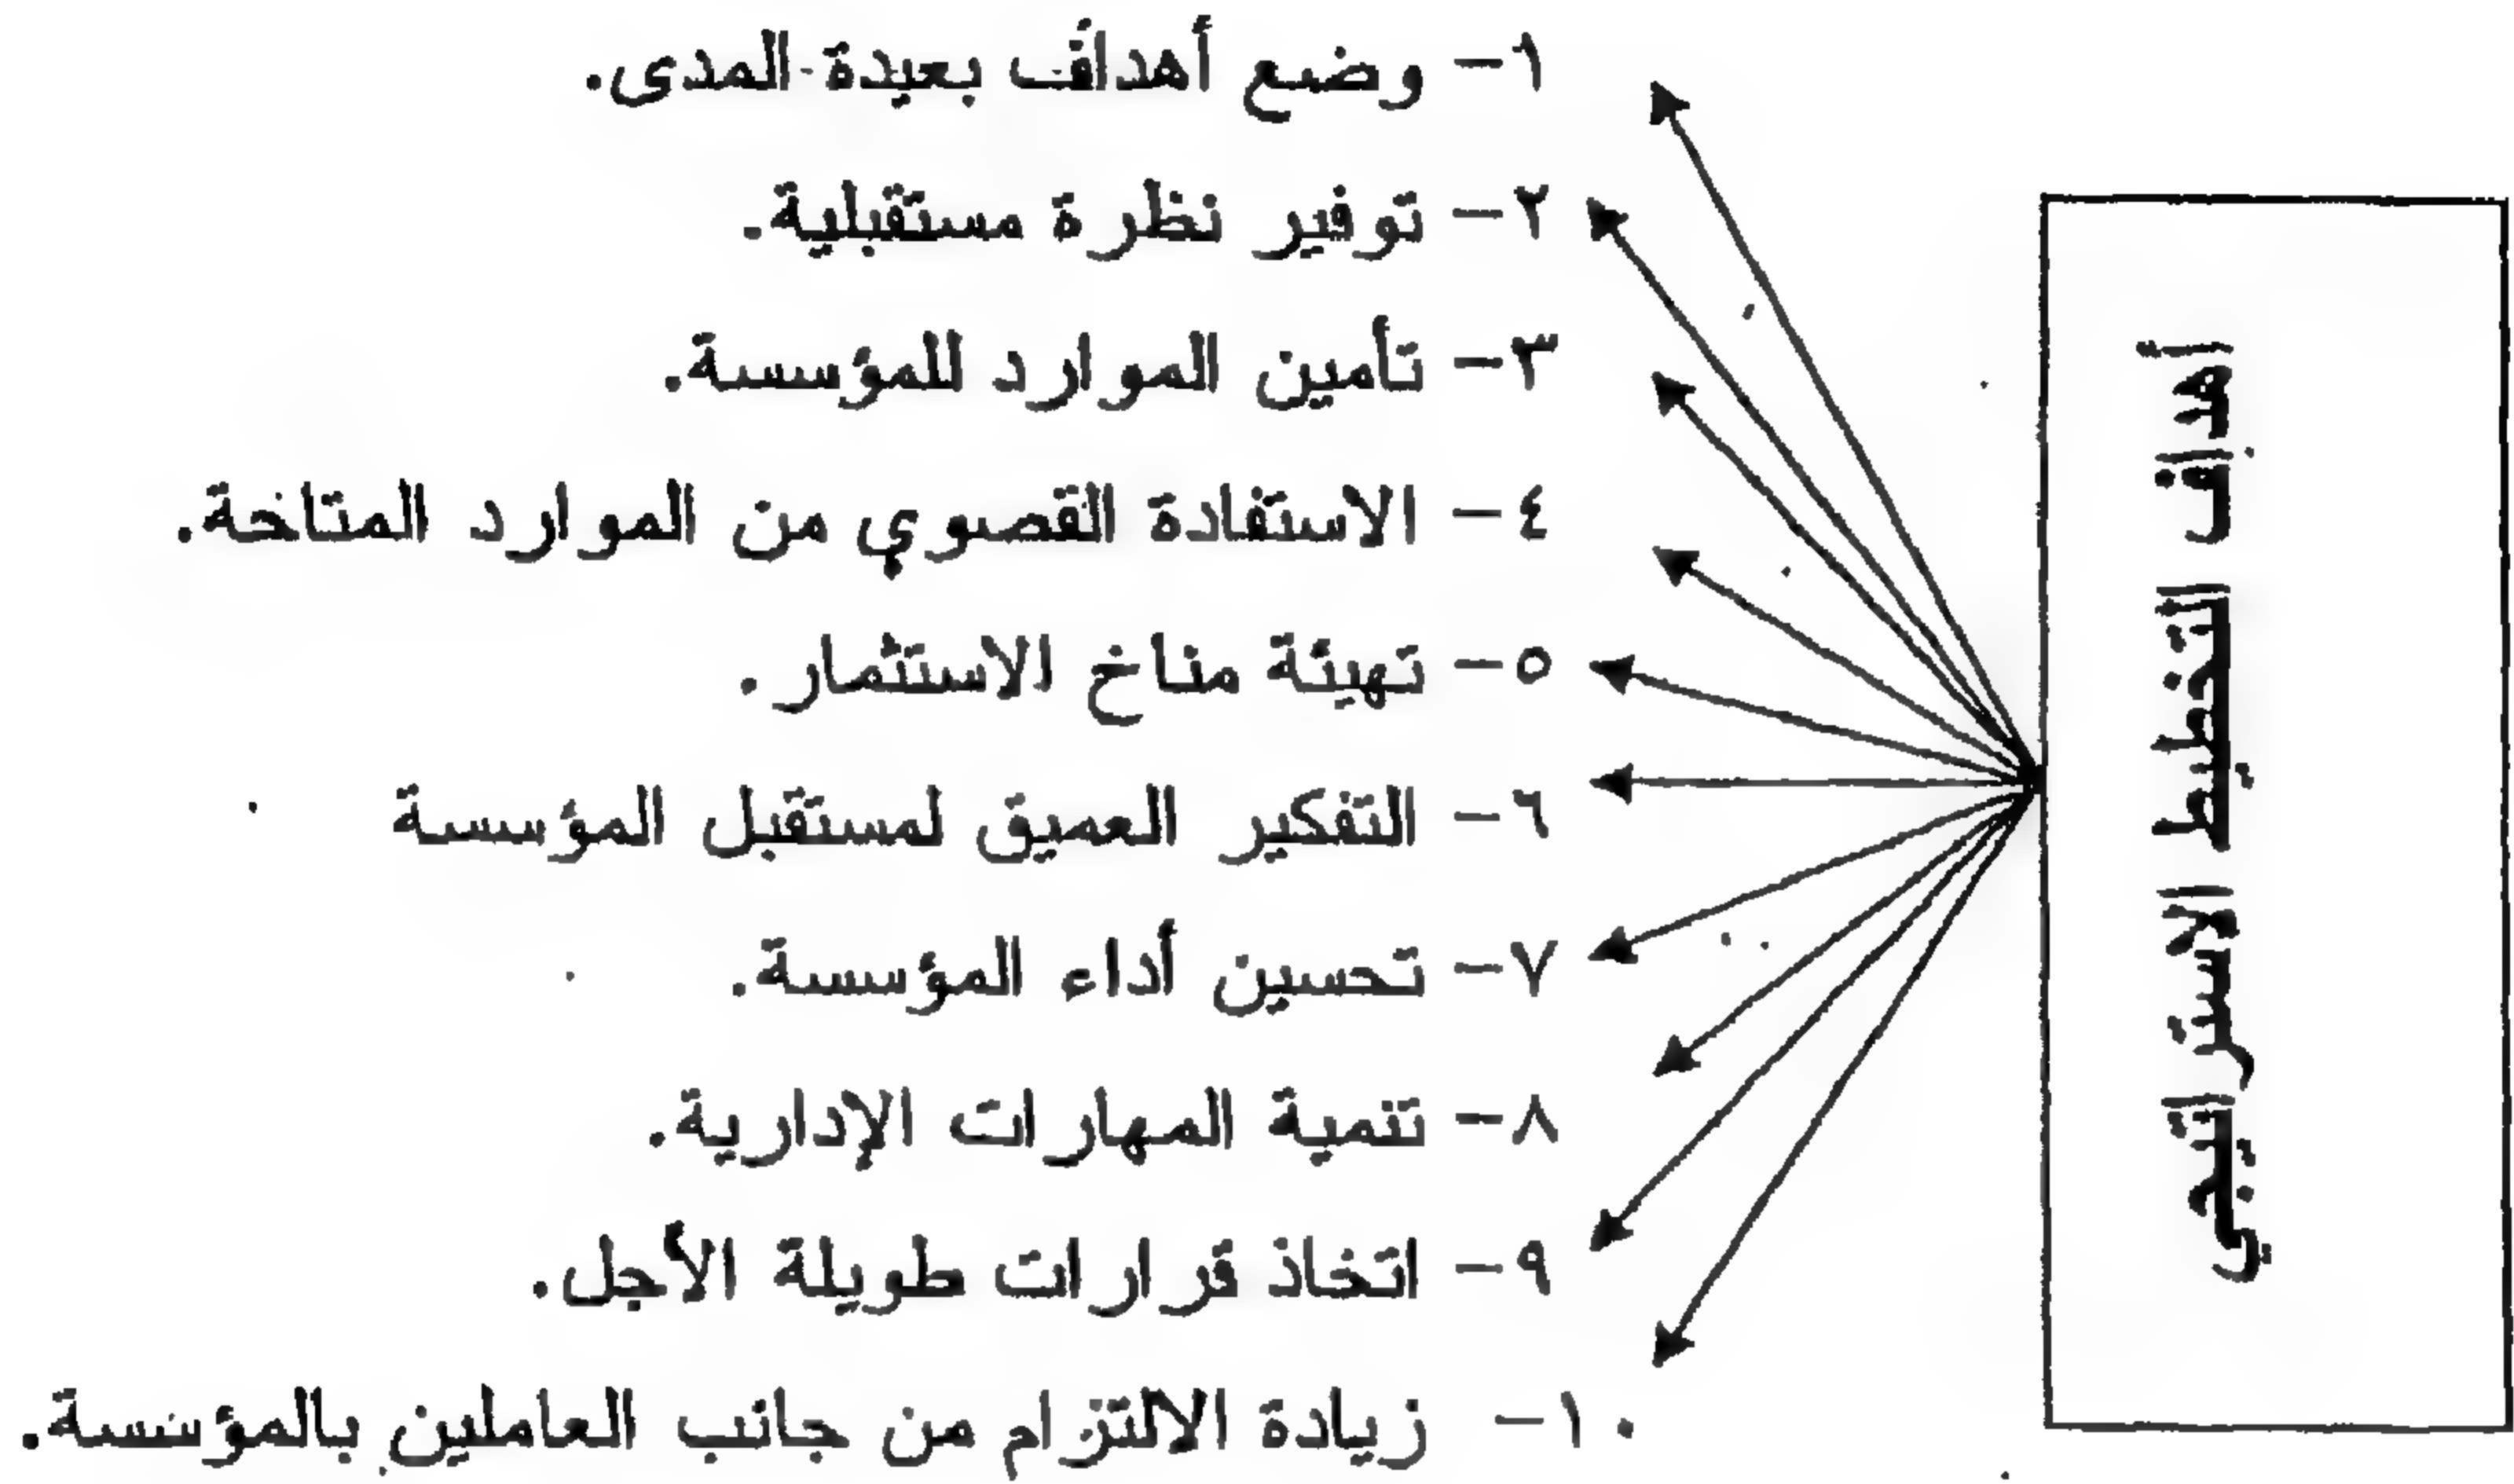 أهداف التخطيط الاستراتيجي
١- وضع أهداف بعيدة المدى.
٢- توفير نظرة مستقبلية.
٣- تأمين الموارد للمؤسسة.
٤- الاستفادة القصوي من الموارد المتاحة.
٥- تهيئة مناخ الاستثمار.
٦- التفكير العميق لمستقبل المؤسسة
٧- تحسين أداء المؤسسة.
٨- تنمية المهارات الإدارية.
٩- اتخاذ قرارات طويلة الأجل.
١٠- زيادة الالتزام من جانب العاملين بالمؤسسة.